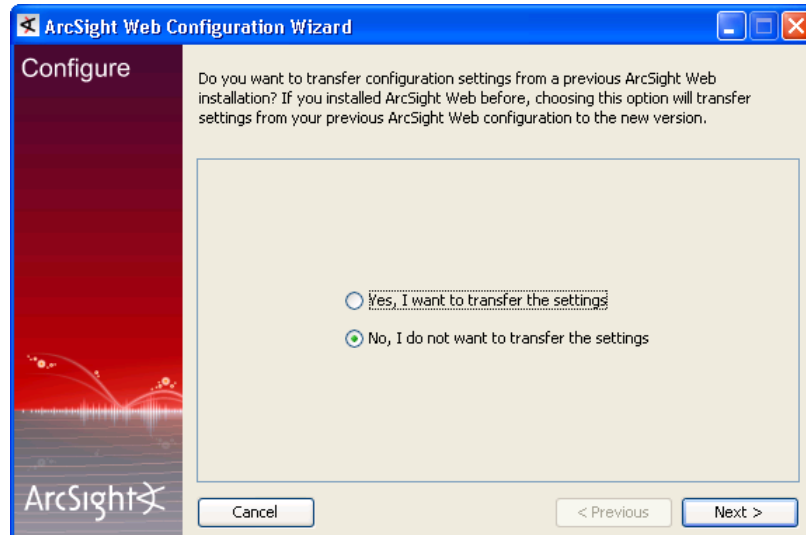 ArcSight Web Configuration Wizard
Configure
Do you want to transfer configuration settings from a previous ArcSight Web
installation? If you installed ArcSight Web before, choosing this option will transfer
settings from your previous ArcSight Web configuration to the new version.
Yes, I want to transfer the settings
No, I do not want to transfer the settings
ArcSight
Cancel
< Previous
Next >